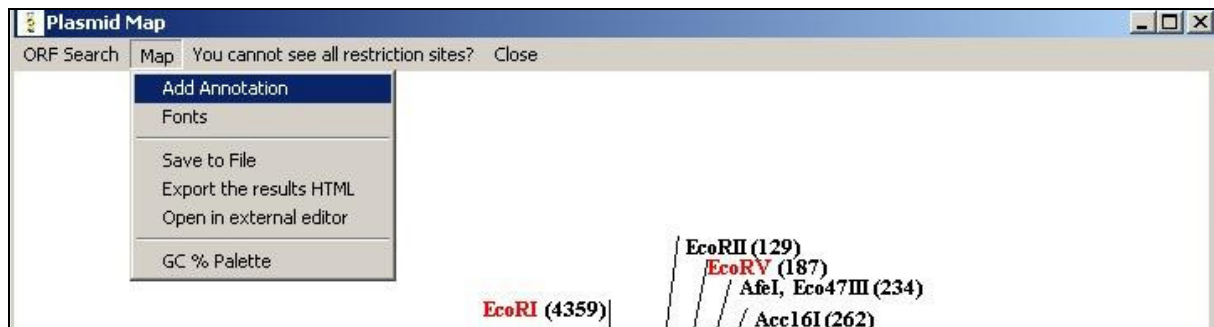 Plasmid Map
ORF Search Map You cannot see all restriction sites? Close
Add Annotation
Fonts
Save to File
Export the results HTML
Open in external editor
GC % Palette
EcoRII (129)
EcoRV (187)
AfeI, Eco47III (234)
EcoRI (4359)
Acc16I (262)